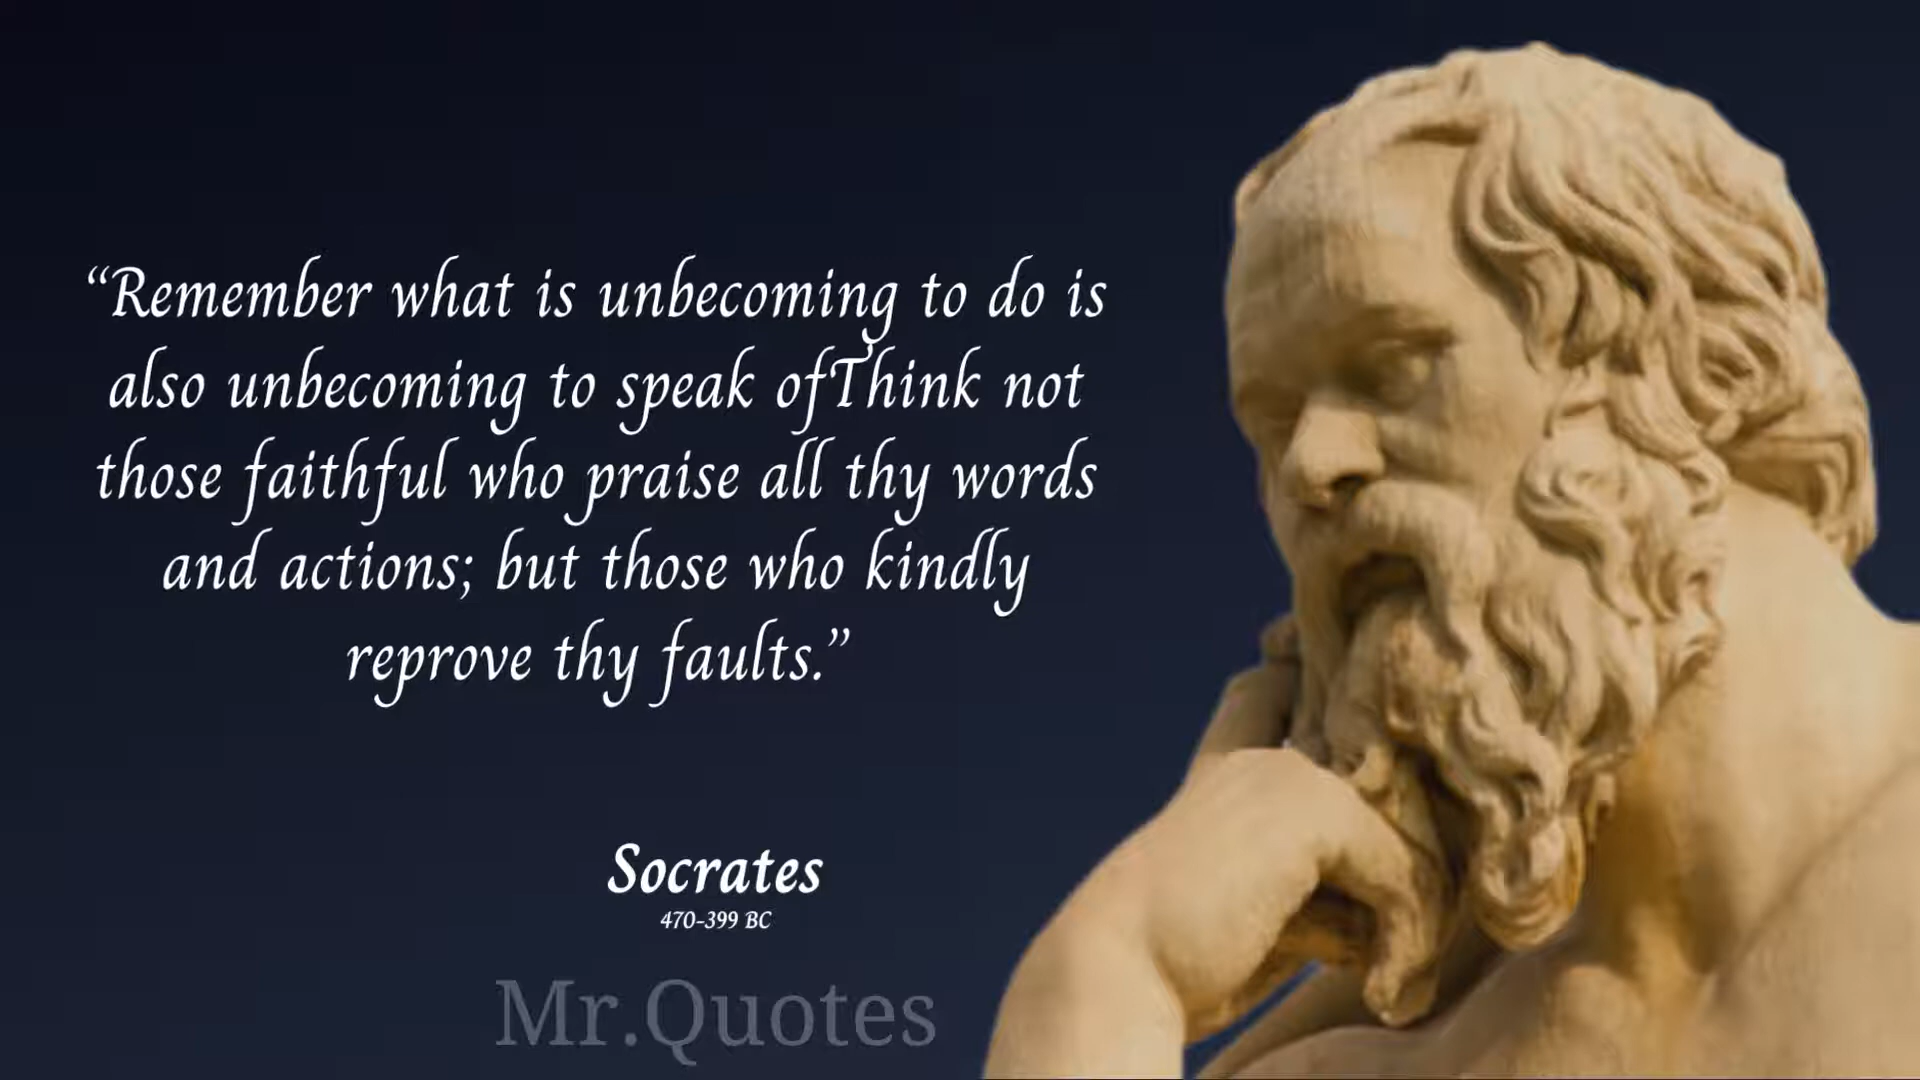 “Remember what is unbecoming to do is
also unbecoming to speak ofThink not
those faithful who praise all thy words
and actions; but those who kindly
reprove thy faults.”
Socrates
470-399 BC
Mr.Quotes